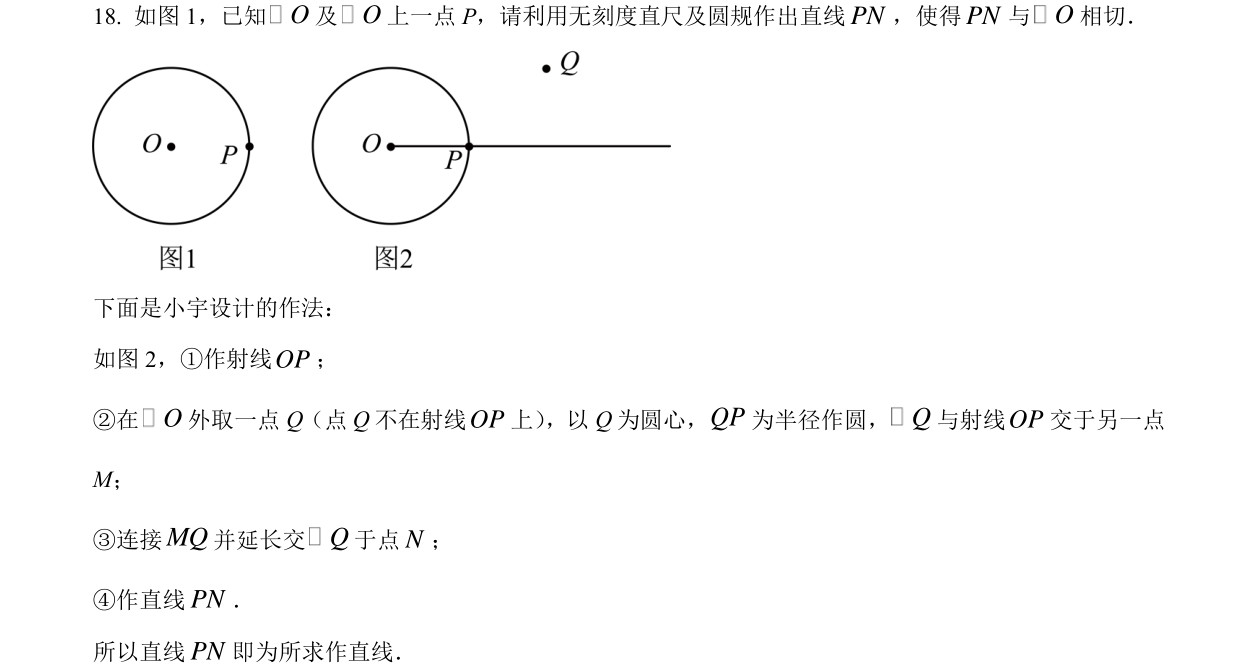 18. 如图 1，已知□ O 及□ O 上一点 P，请利用无刻度直尺及圆规作出直线 PN ，使得 PN 与□ O 相切．
Q
O
P
O
P
图1
图2
下面是小宇设计的作法：
如图 2，①作射线 OP ；
②在□ O 外取一点 Q（点 Q 不在射线 OP 上），以 Q 为圆心，QP 为半径作圆，□ Q 与射线 OP 交于另一点
M；
③连接 MQ 并延长交□ Q 于点 N ；
④作直线 PN ．
所以直线 PN 即为所求作直线．